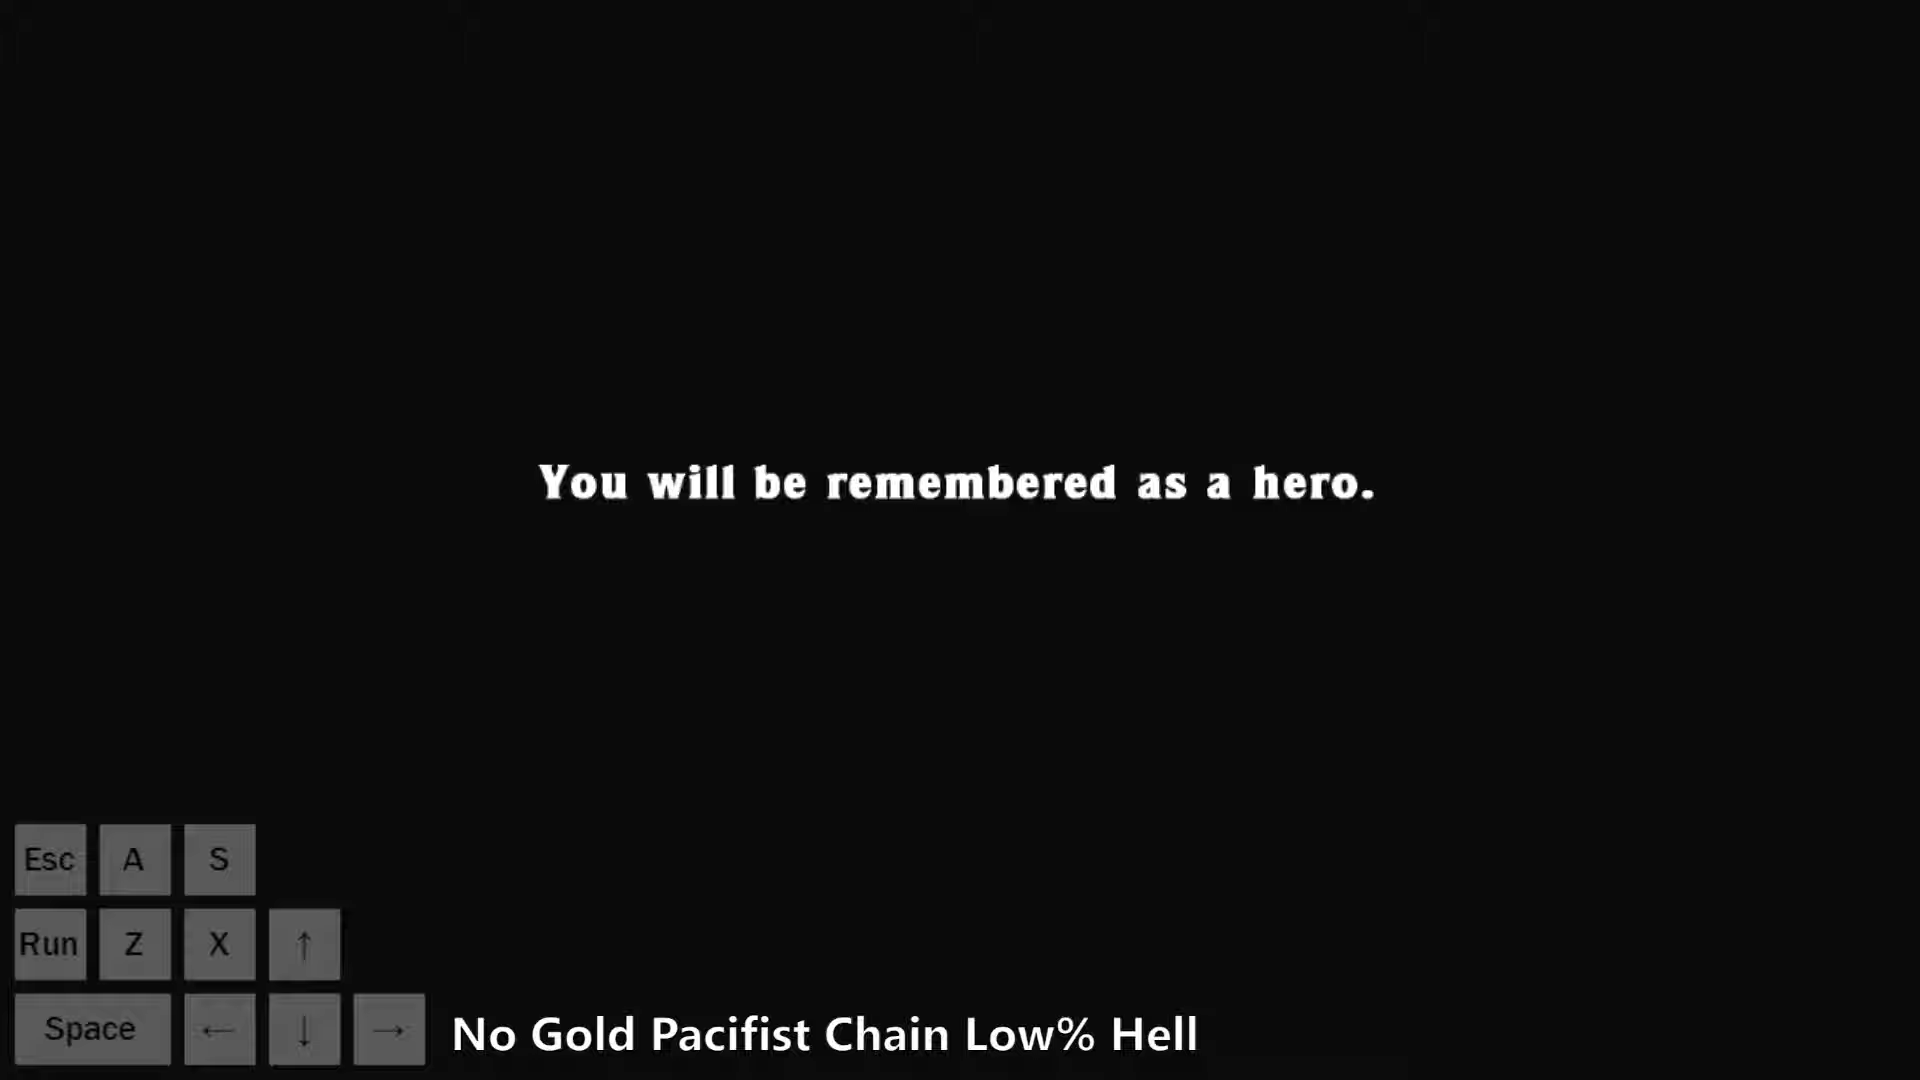 You will be remembered as a hero.
Esc A S
Run Z X ↑
Space ← ↓ →
No Gold Pacifist Chain Low% Hell